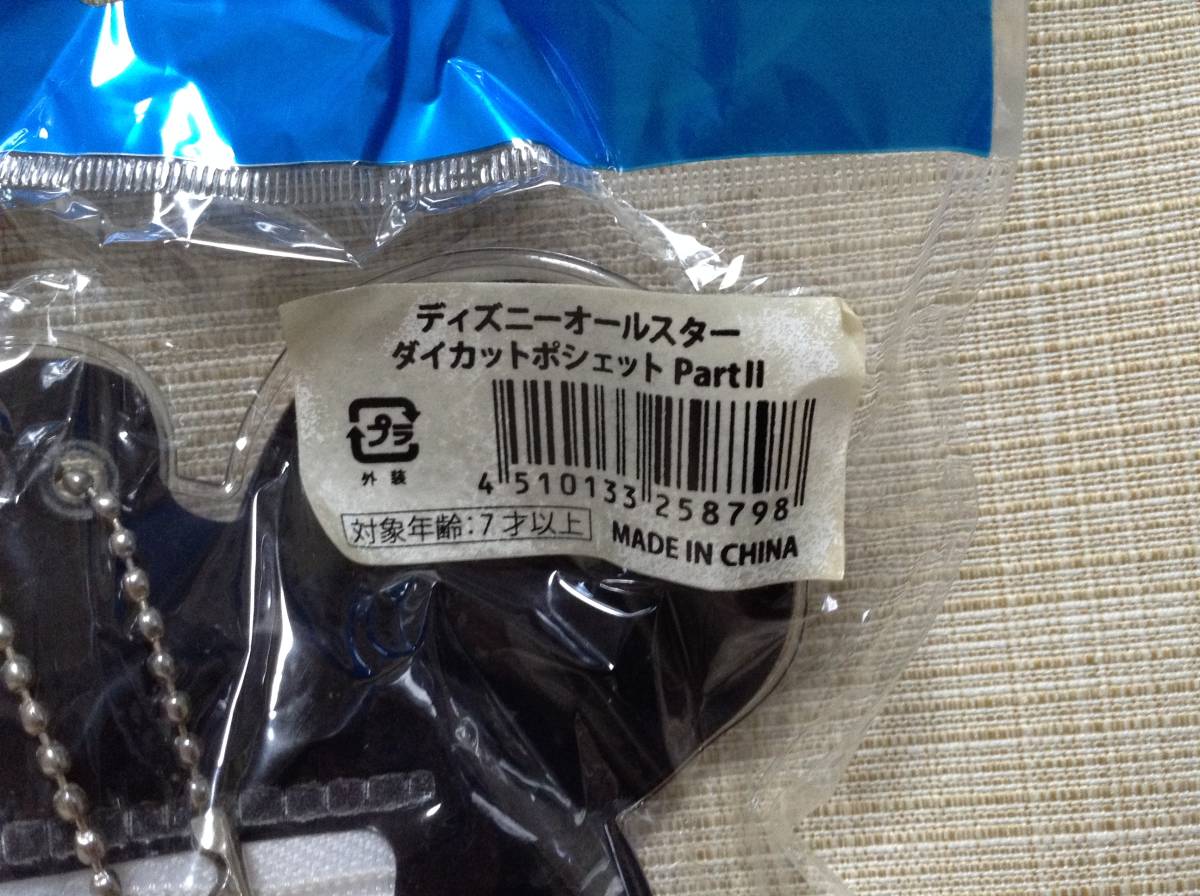 ディズニーオールスター
ダイカットポシェット Part II
プラ
外装
4 510133 258798
対象年齢:7才以上
MADE IN CHINA